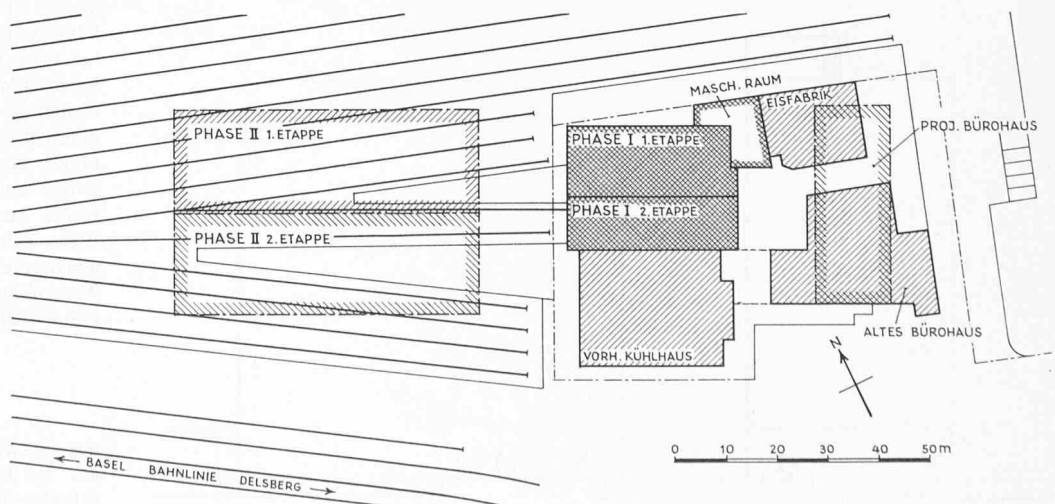 MASCH. RAUM
EISFABRIK
PROJ. BÜROHAUS
PHASE II 1. ETAPPE
PHASE I 1. ETAPPE
PHASE I 2. ETAPPE
PHASE II 2. ETAPPE
ALTES BÜROHAUS
VORH. KÜHLHAUS
N
0 10 20 30 40 50 m
BASEL BAHNLINIE DELSBERG